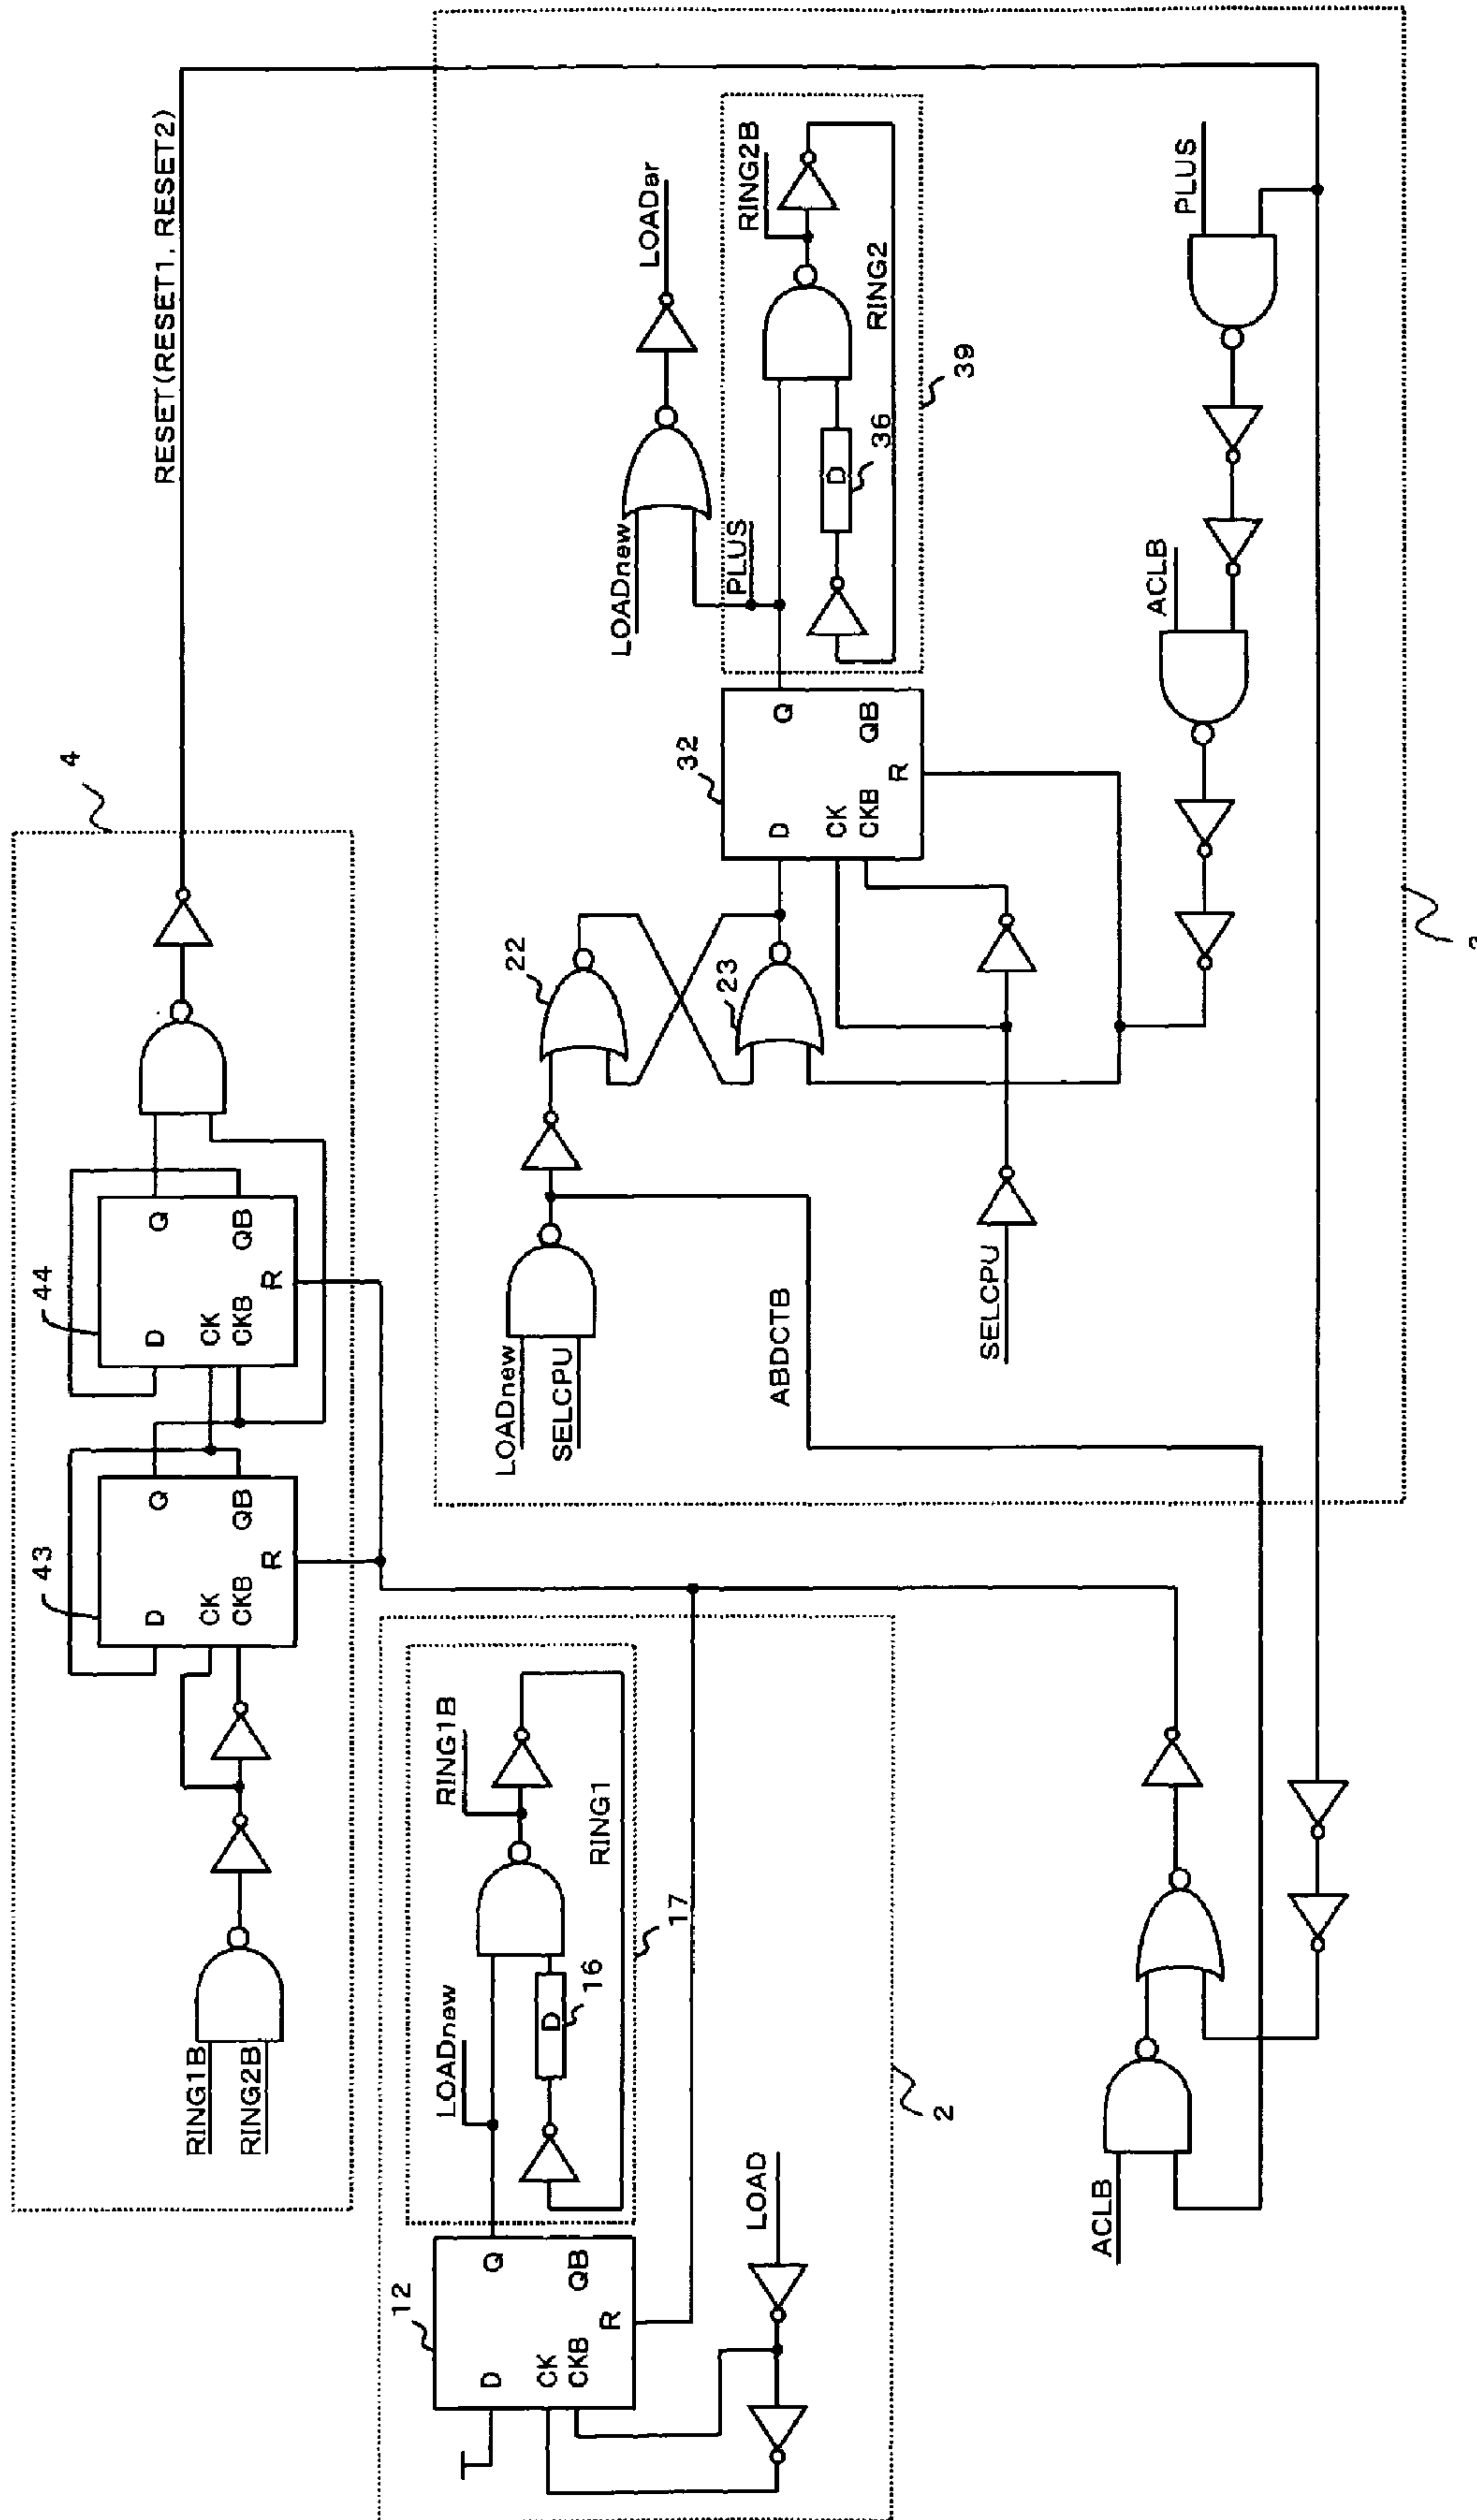 4
RESET(RESET1, RESET2)
RING1B
RING2B
43
D
Q
CK
CKB
QB
R
44
D
Q
CK
CKB
QB
R
2
12
D
Q
CK
CKB
QB
R
LOAD
LOADnew
RING1B
D
16
RING1
17
ACLB
LOADnew
SELCPU
ABDCTB
22
23
SELCPU
32
D
Q
CK
CKB
QB
R
LOADnew
PLUS
LOADar
RING2B
D
36
RING2
39
ACLB
PLUS